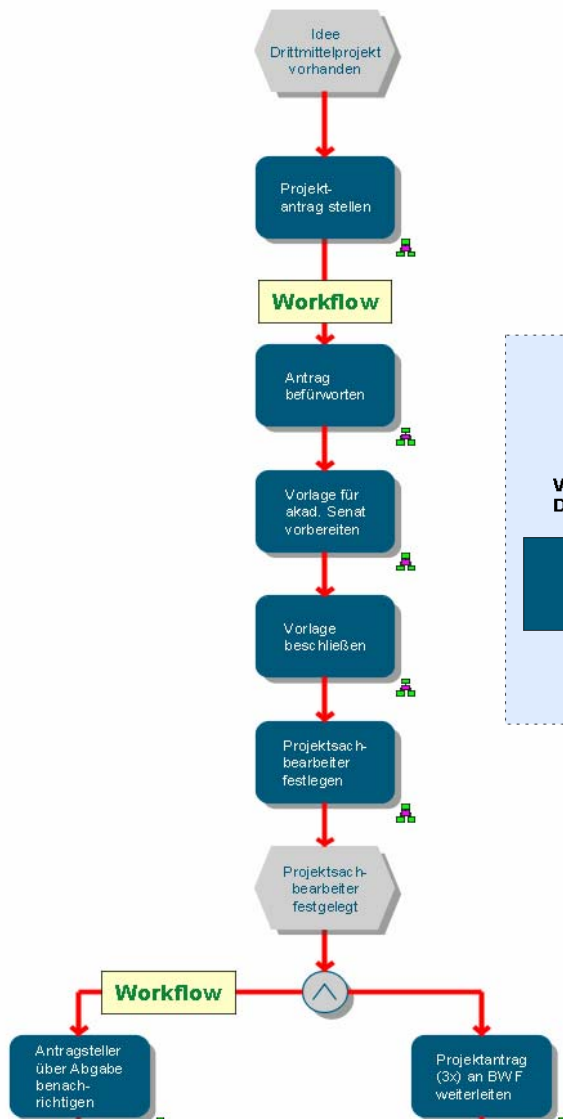 Idee
Drittmittelprojekt
vorhanden
Projekt-
antrag stellen
Workflow
Antrag
befürworten
Vorlage für
akad. Senat
vorbereiten
V
D
Vorlage
beschließen
Projektsach-
bearbeiter
festlegen
Projektsach-
bearbeiter
festgelegt
Workflow
Antragsteller
über Abgabe
benach-
richtigen
Projektantrag
(3x) an BWF
weiterleiten